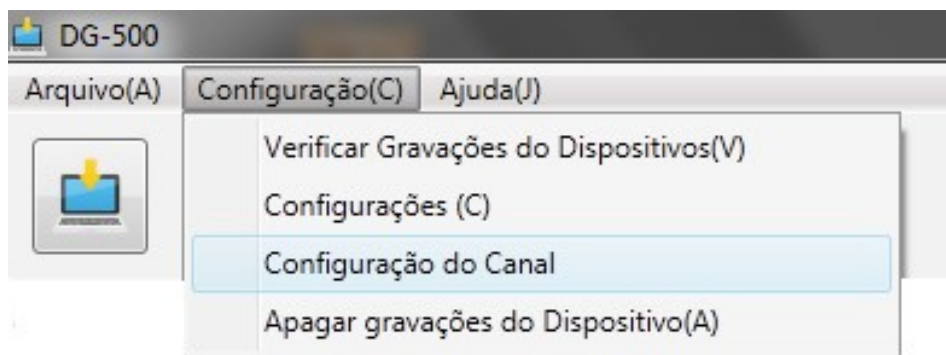 DG-500
Arquivo(A) Configuração(C) Ajuda(J)
Verificar Gravações do Dispositivos(V)
Configurações (C)
Configuração do Canal
Apagar gravações do Dispositivo(A)